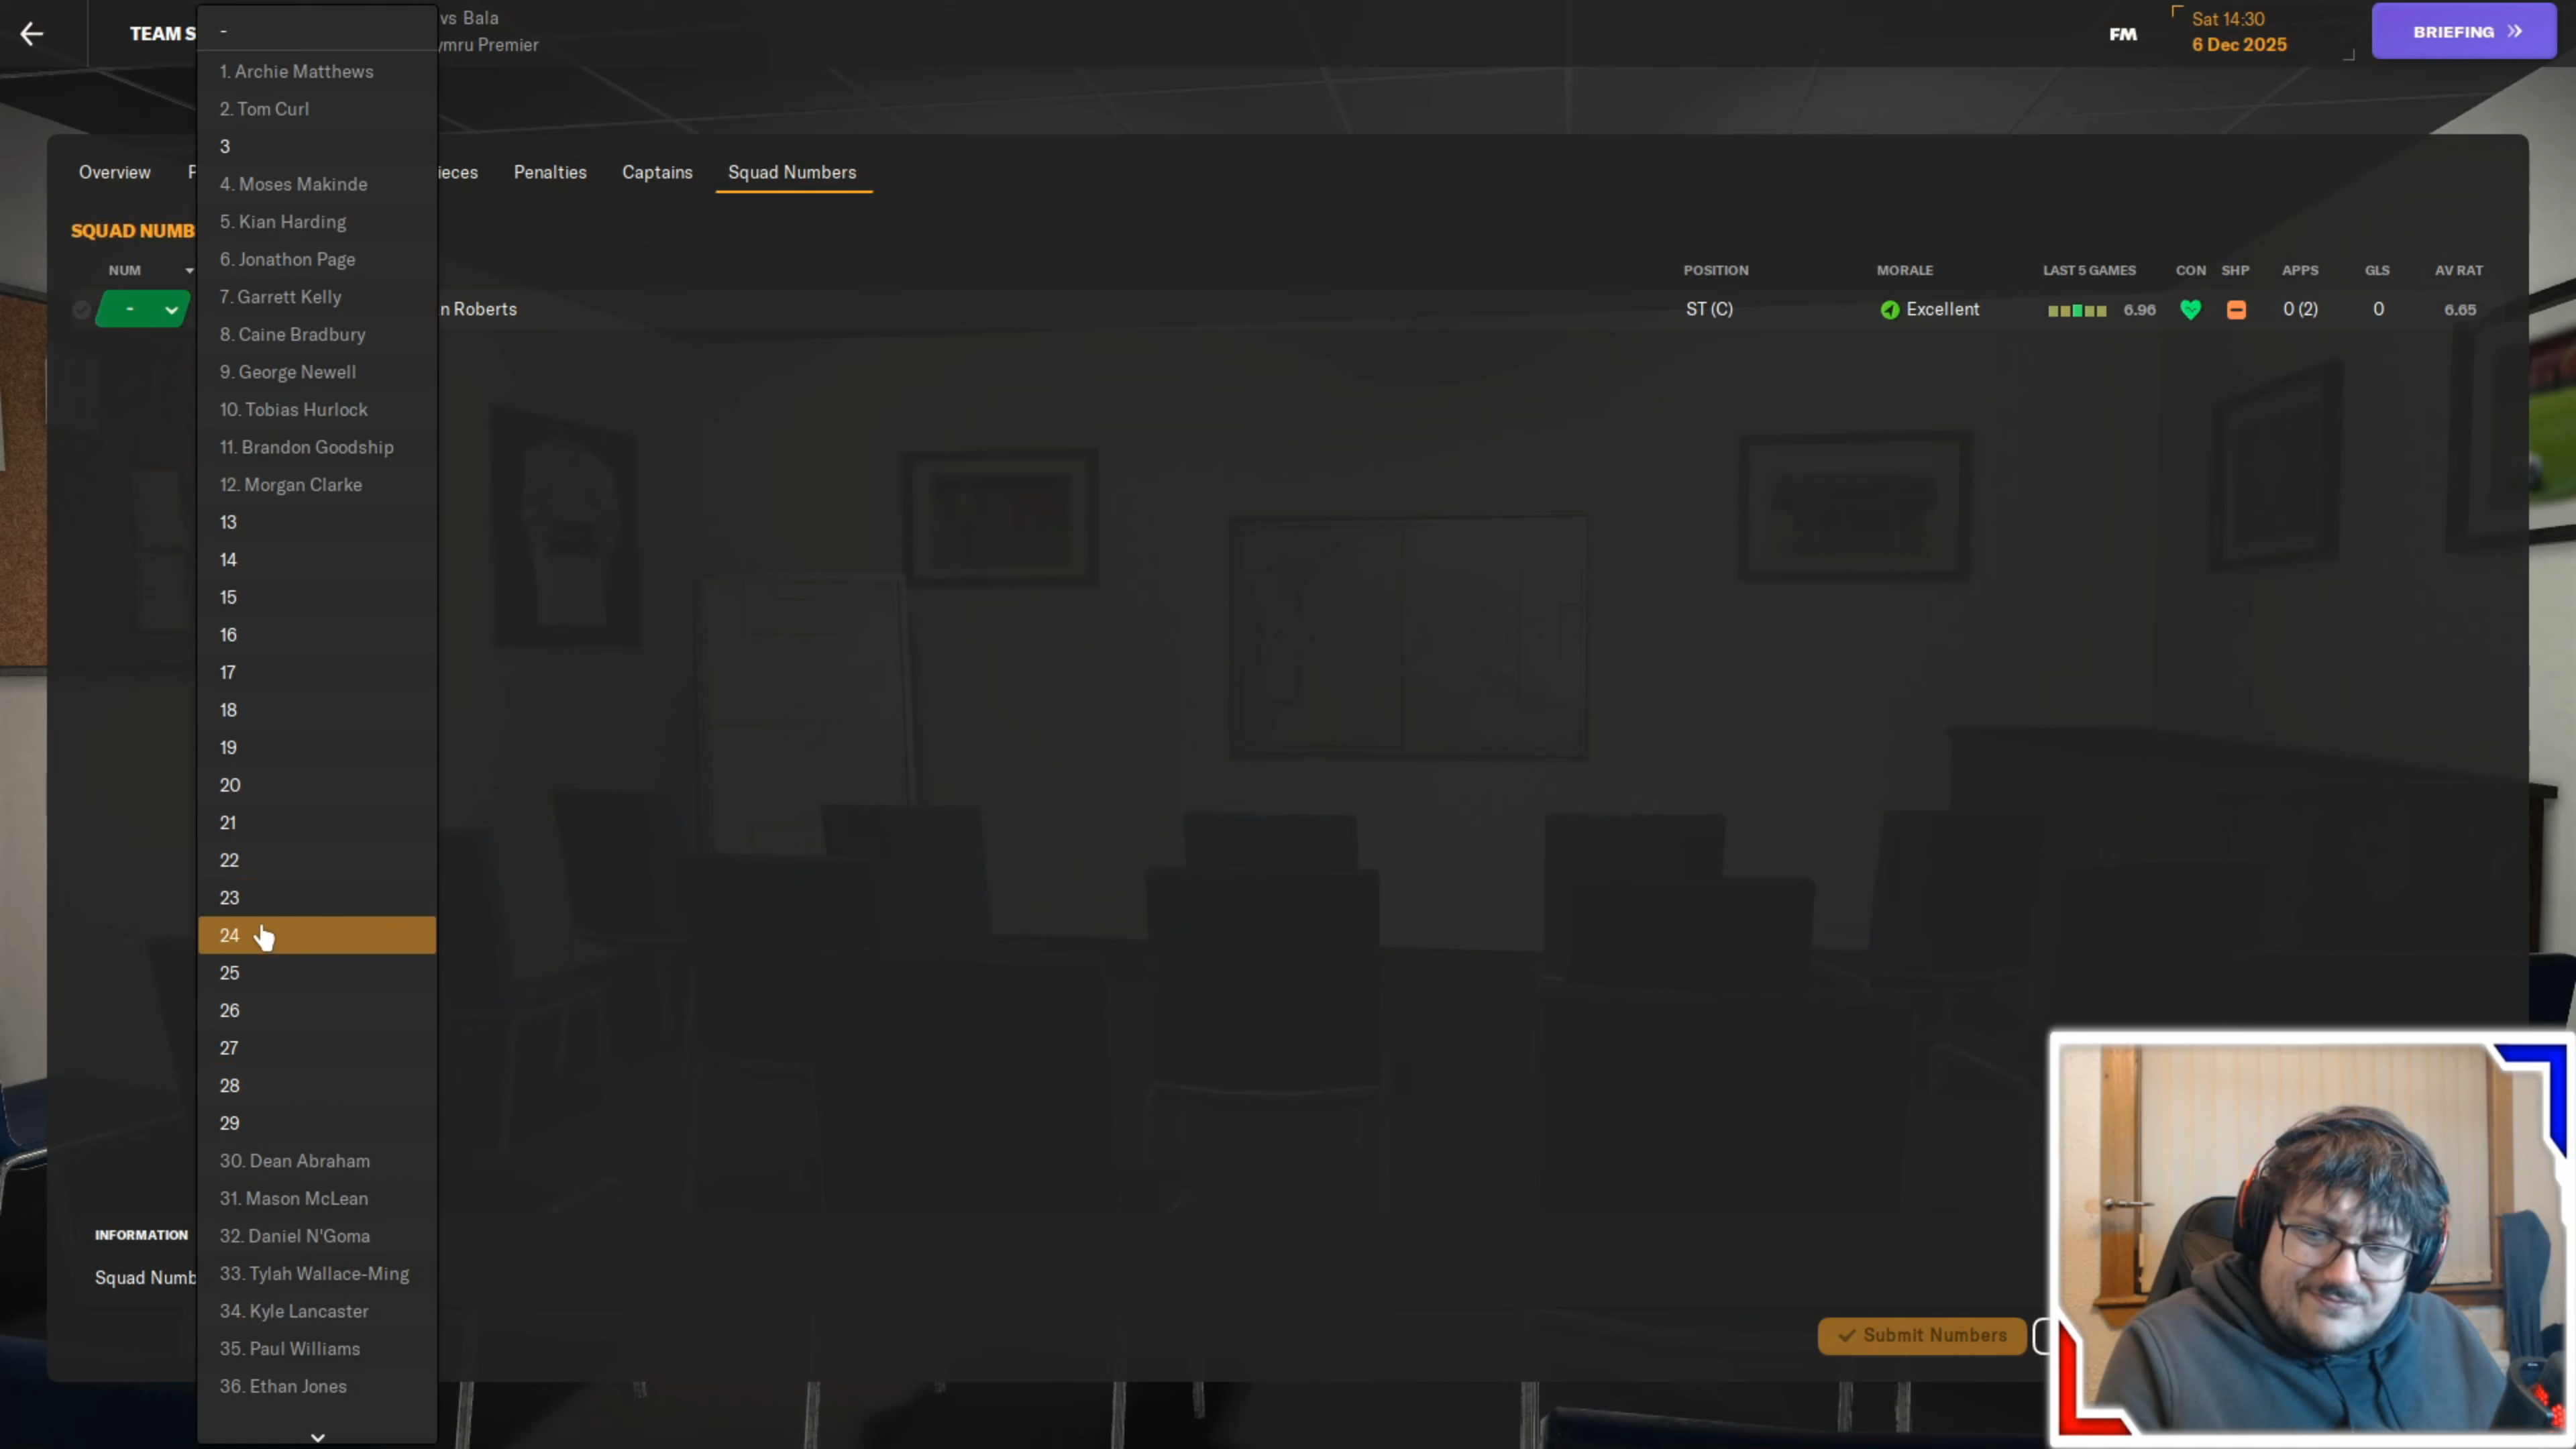 vs Bala
TEAM S
ymru Premier
FM
Sat 14:30
6 Dec 2025
BRIEFING
-
1. Archie Matthews
2. Tom Curl
3
4. Moses Makinde
5. Kian Harding
6. Jonathon Page
7. Garrett Kelly
8. Caine Bradbury
9. George Newell
10. Tobias Hurlock
11. Brandon Goodship
12. Morgan Clarke
13
14
15
16
17
18
19
20
21
22
23
24
25
26
27
28
29
30. Dean Abraham
31. Mason McLean
32. Daniel N'Goma
33. Tylah Wallace-Ming
34. Kyle Lancaster
35. Paul Williams
36. Ethan Jones
Overview P ieces Penalties Captains Squad Numbers
SQUAD NUMB
NUM POSITION MORALE LAST 5 GAMES CON SHP APPS GLS AV RAT
- n Roberts ST (C) Excellent 6.96 0 (2) 0 6.65
INFORMATION
Squad Numb
Submit Numbers